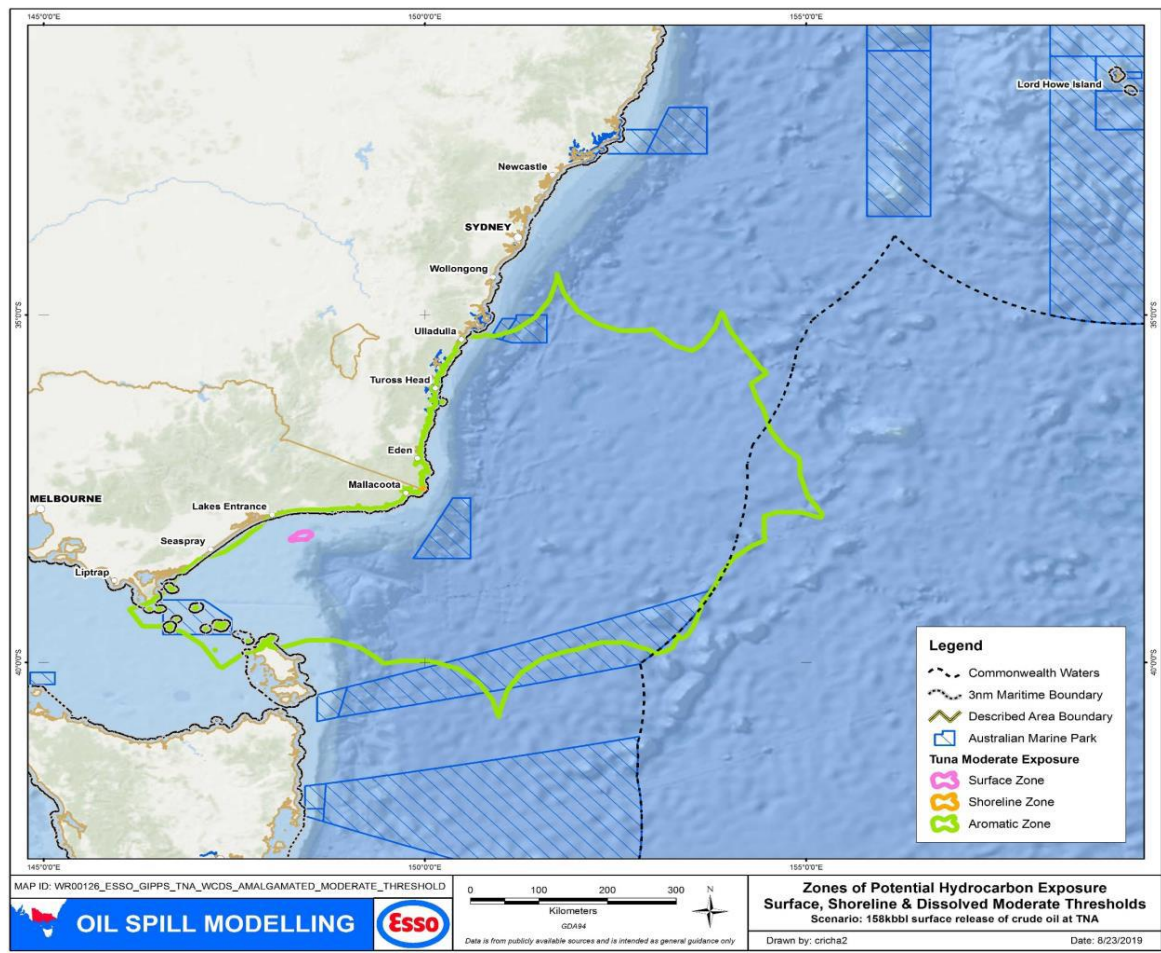 145°0'0"E
150°0'0"E
155°0'0"E
Lord Howe Island
Newcastle
SYDNEY
Wollongong
35°0'0"S
35°0'0"S
Ulladulla
Tuross Head
Eden
Mallacoota
MELBOURNE
Lakes Entrance
Seaspray
Liptrap
40°0'0"S
40°0'0"S
Legend
Commonwealth Waters
3nm Maritime Boundary
Described Area Boundary
Australian Marine Park
Tuna Moderate Exposure
Surface Zone
Shoreline Zone
Aromatic Zone
145°0'0"E
150°0'0"E
155°0'0"E
MAP ID: WR00126_ESSO_GIPPS_TNA_WCDS_AMALGAMATED_MODERATE_THRESHOLD
OIL SPILL MODELLING
Esso
0 100 200 300
Kilometers
GDA94
N
Data is from publicly available sources and is intended as general guidance only
Zones of Potential Hydrocarbon Exposure
Surface, Shoreline & Dissolved Moderate Thresholds
Scenario: 158kbbl surface release of crude oil at TNA
Drawn by: cricha2
Date: 8/23/2019